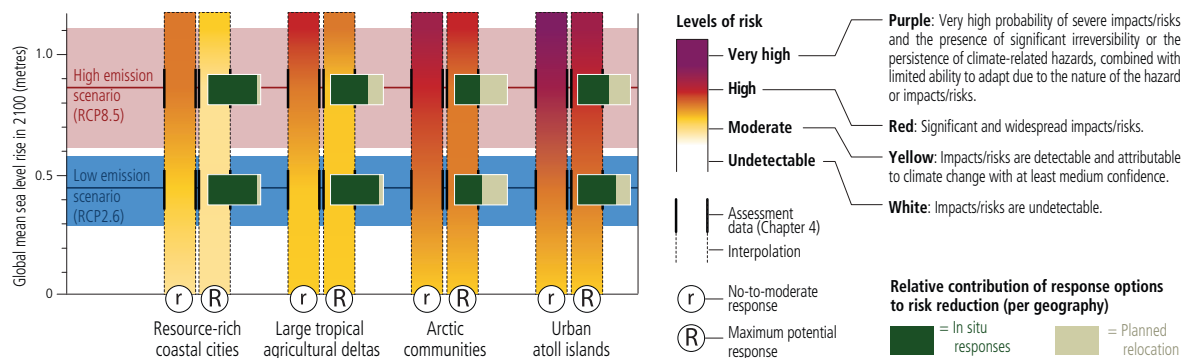 Global mean sea level rise in 2100 (metres)
1.0
0.5
0
High emission
scenario
(RCP8.5)
Low emission
scenario
(RCP2.6)
r
R
r
R
r
R
r
R
Resource-rich
coastal cities
Large tropical
agricultural deltas
Arctic
communities
Urban
atoll islands
Levels of risk
Very high
High
Moderate
Undetectable
Assessment
data (Chapter 4)
Interpolation
r
No-to-moderate
response
R
Maximum potential
response
Purple: Very high probability of severe impacts/risks
and the presence of significant irreversibility or the
persistence of climate-related hazards, combined with
limited ability to adapt due to the nature of the hazard
or impacts/risks.
Red: Significant and widespread impacts/risks.
Yellow: Impacts/risks are detectable and attributable
to climate change with at least medium confidence.
White: Impacts/risks are undetectable.
Relative contribution of response options
to risk reduction (per geography)
= In situ
responses
= Planned
relocation